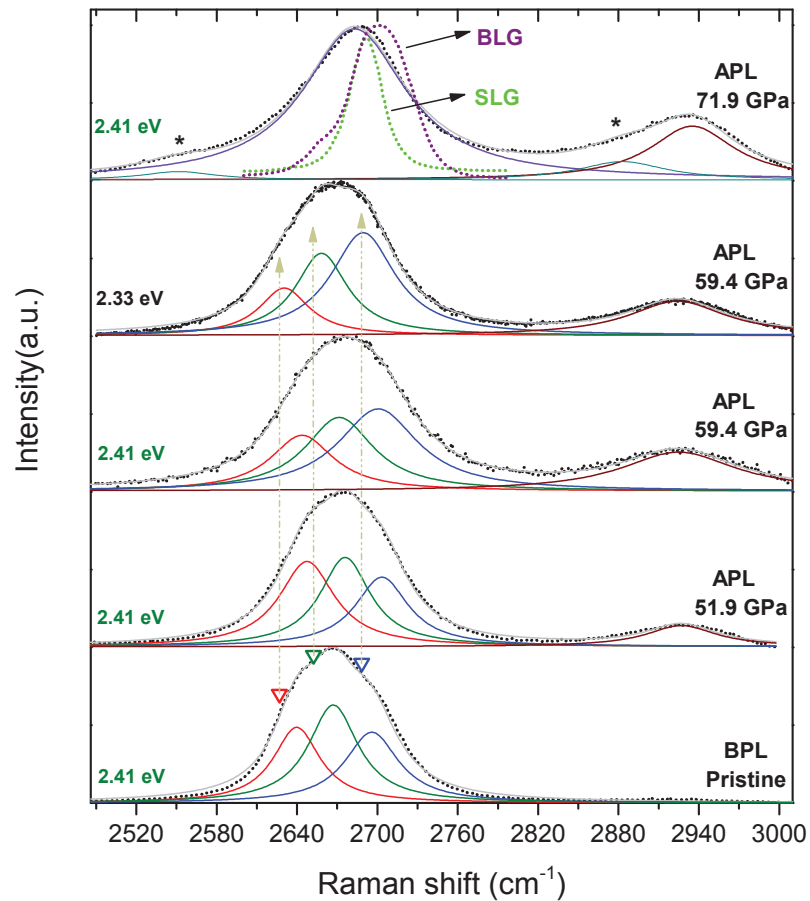 BLG
SLG
APL
71.9 GPa
2.41 eV
*
*
APL
59.4 GPa
2.33 eV
APL
59.4 GPa
2.41 eV
APL
51.9 GPa
2.41 eV
BPL
Pristine
2.41 eV
Intensity(a.u.)
2520 2580 2640 2700 2760 2820 2880 2940 3000
Raman shift (cm⁻¹)